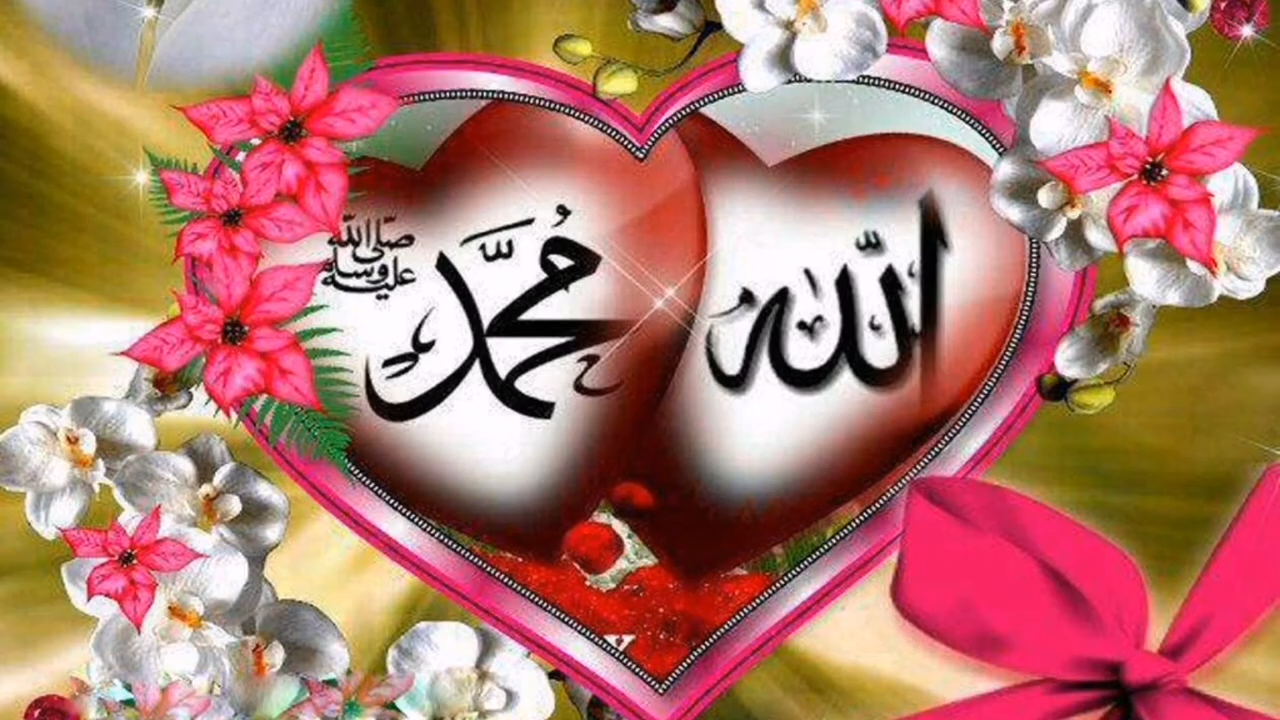 الله
محمد
صلى الله
عليه وسلم